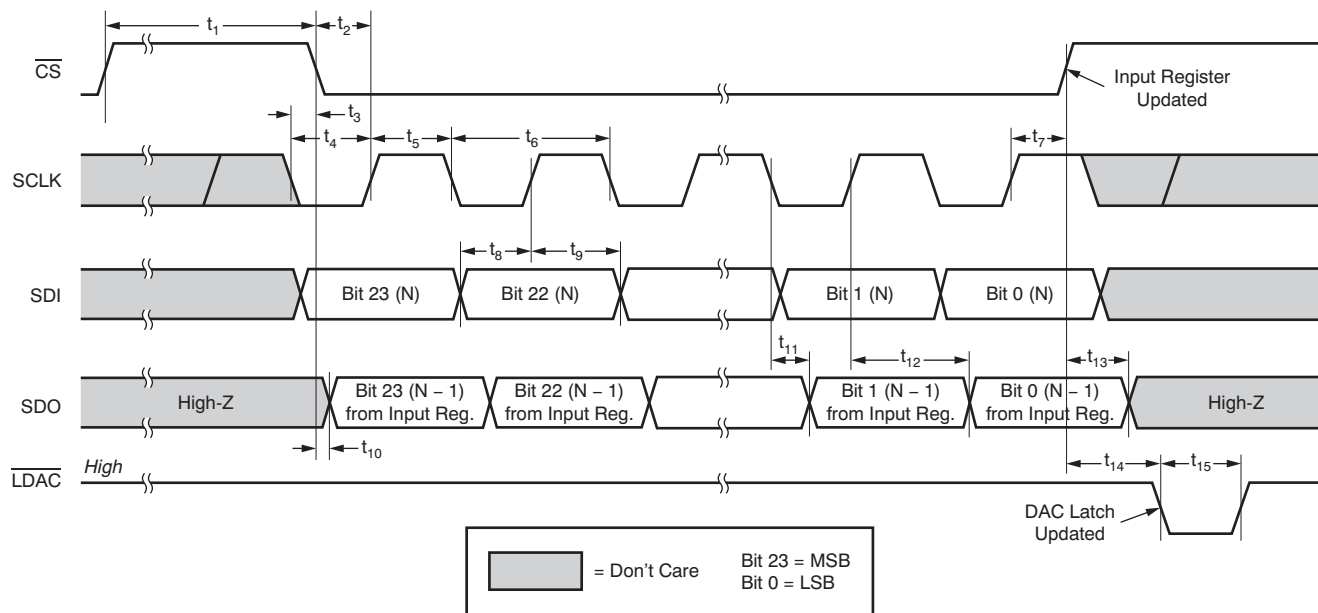 t1
t2
CS
Input Register
Updated
t3
t4
t5
t6
t7
SCLK
t8
t9
SDI
Bit 23 (N)
Bit 22 (N)
Bit 1 (N)
Bit 0 (N)
t11
t12
t13
SDO
High-Z
Bit 23 (N – 1)
from Input Reg.
Bit 22 (N – 1)
from Input Reg.
Bit 1 (N – 1)
from Input Reg.
Bit 0 (N – 1)
from Input Reg.
High-Z
t10
t14
t15
High
LDAC
DAC Latch
Updated
= Don't Care
Bit 23 = MSB
Bit 0 = LSB